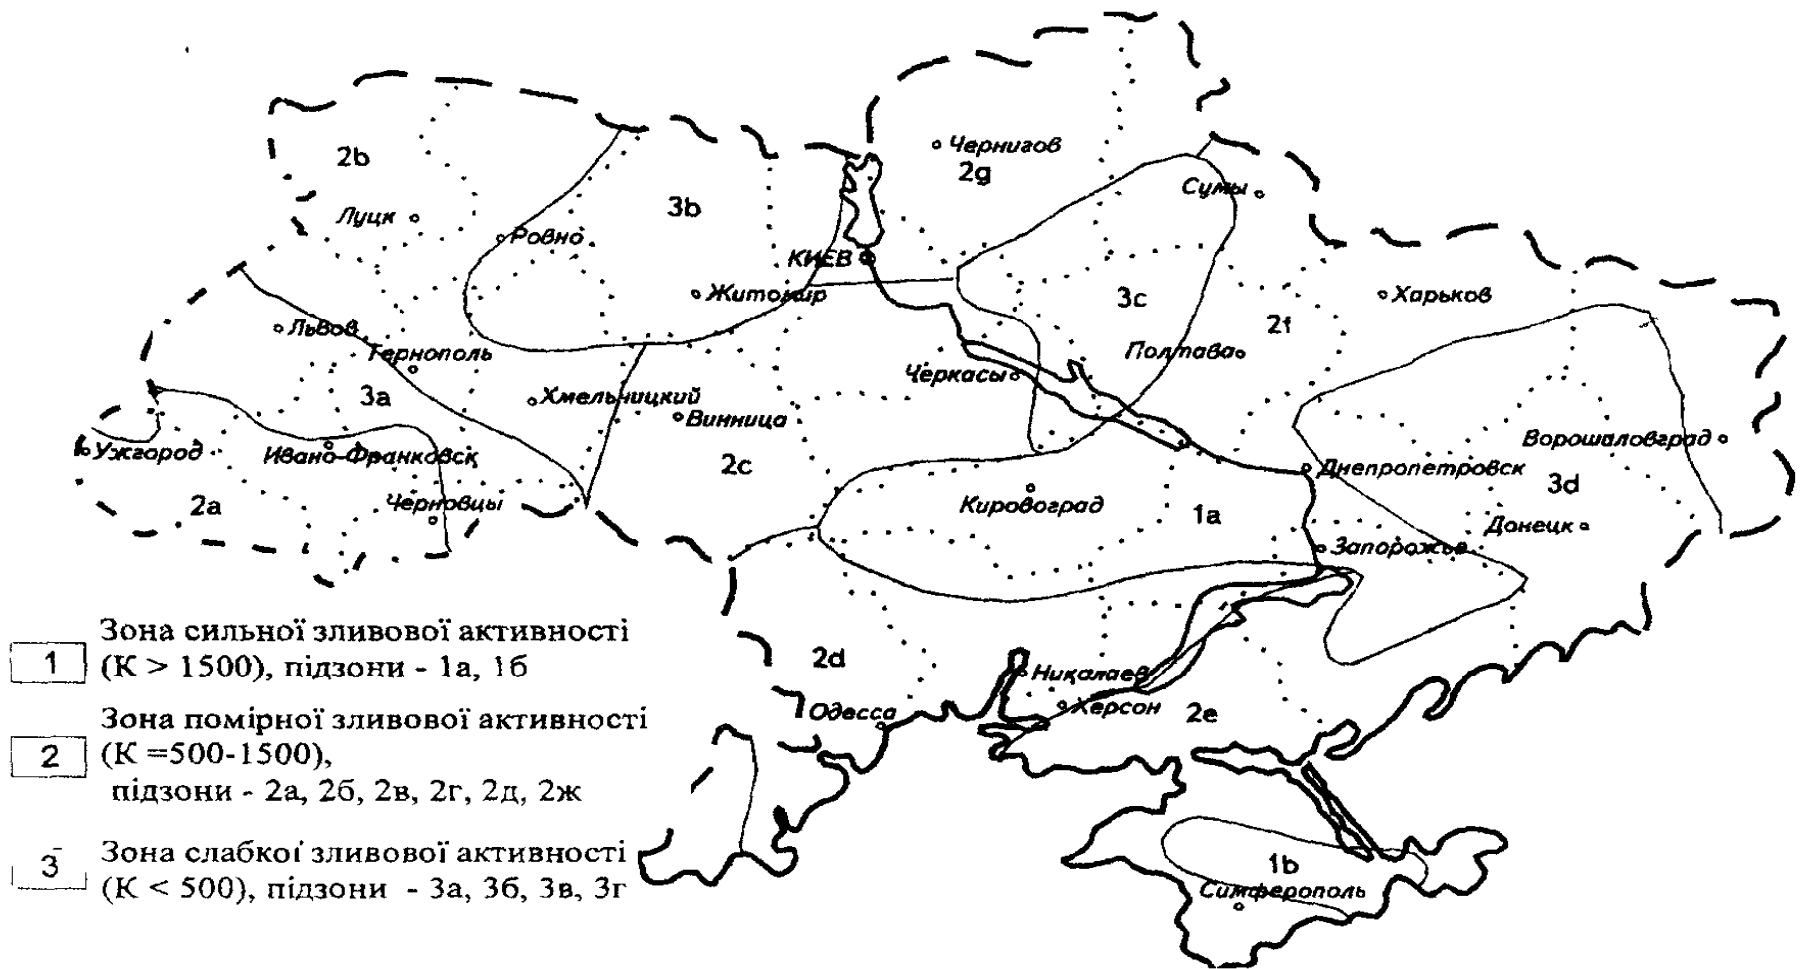 Чернигов
2g
2b
Сумы
3b
Луцк
Ровно
КИЕВ
Житомир
3c
Харьков
Львов
2f
Тернополь
Полтава
Черкасы
3a
Хмельницкий
Винница
Ворошаловград
Ужгород
Ивано-Франковск
2c
Днепропетровск
3d
2a
Черновцы
Кировоград
1a
Донецк
Запорожье
2d
Николаев
Одесса
Херсон
2e
1b
Симферополь
1
Зона сильної зливової активності
(К > 1500), підзони - 1а, 1б
2
Зона помірної зливової активності
(К =500-1500),
підзони - 2а, 2б, 2в, 2г, 2д, 2ж
3
Зона слабкої зливової активності
(К < 500), підзони - 3а, 3б, 3в, 3г